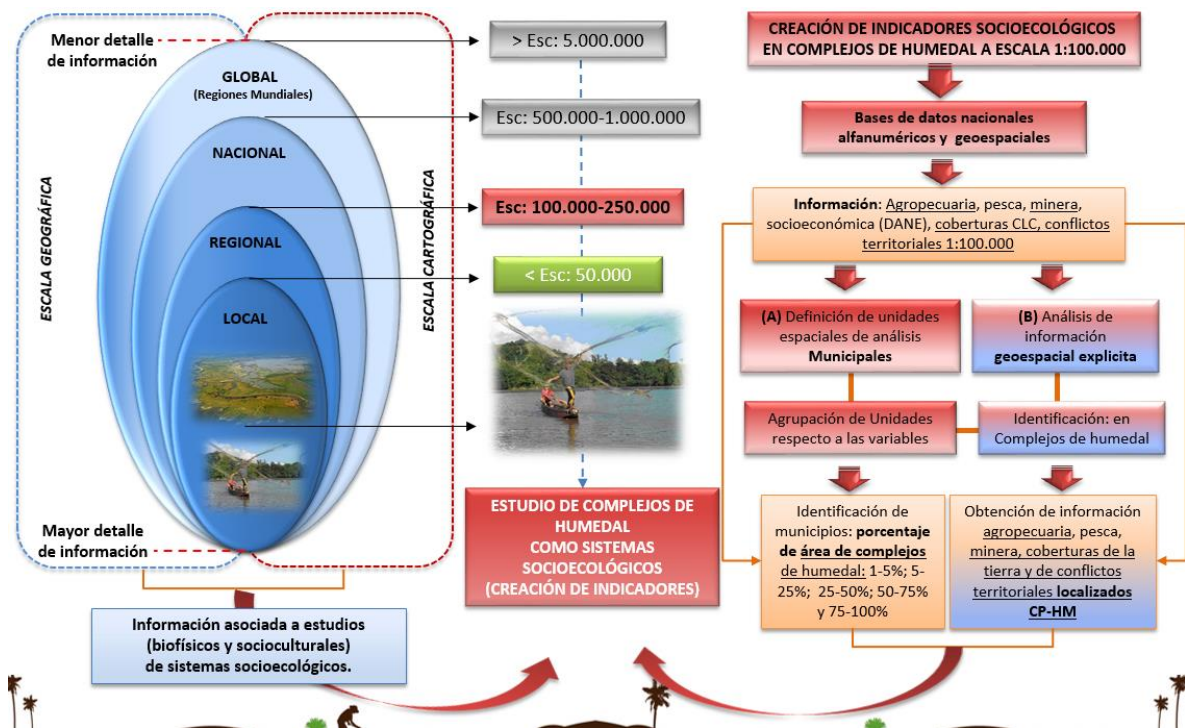 Menor detalle
de información
GLOBAL
(Regiones Mundiales)
NACIONAL
REGIONAL
LOCAL
ESCALA GEOGRÁFICA
ESCALA CARTOGRÁFICA
Mayor detalle
de información
Información asociada a estudios
(biofísicos y socioculturales)
de sistemas socioecológicos.
> Esc: 5.000.000
Esc: 500.000-1.000.000
Esc: 100.000-250.000
< Esc: 50.000
ESTUDIO DE COMPLEJOS DE
HUMEDAL
COMO SISTEMAS
SOCIOECOLÓGICOS
(CREACIÓN DE INDICADORES)
CREACIÓN DE INDICADORES SOCIOECOLÓGICOS
EN COMPLEJOS DE HUMEDAL A ESCALA 1:100.000
Bases de datos nacionales
alfanuméricos y geoespaciales
Información: Agropecuaria, pesca, minera,
socioeconómica (DANE), coberturas CLC, conflictos
territoriales 1:100.000
(A) Definición de unidades
espaciales de análisis
Municipales
(B) Análisis de
información
geoespacial explicita
Agrupación de Unidades
respecto a las variables
Identificación: en
Complejos de humedal
Identificación de
municipios: porcentaje
de área de complejos
de humedal: 1-5%; 5-
25%; 25-50%; 50-75%
y 75-100%
Obtención de información
agropecuaria, pesca,
minera, coberturas de la
tierra y de conflictos
territoriales localizados
CP-HM